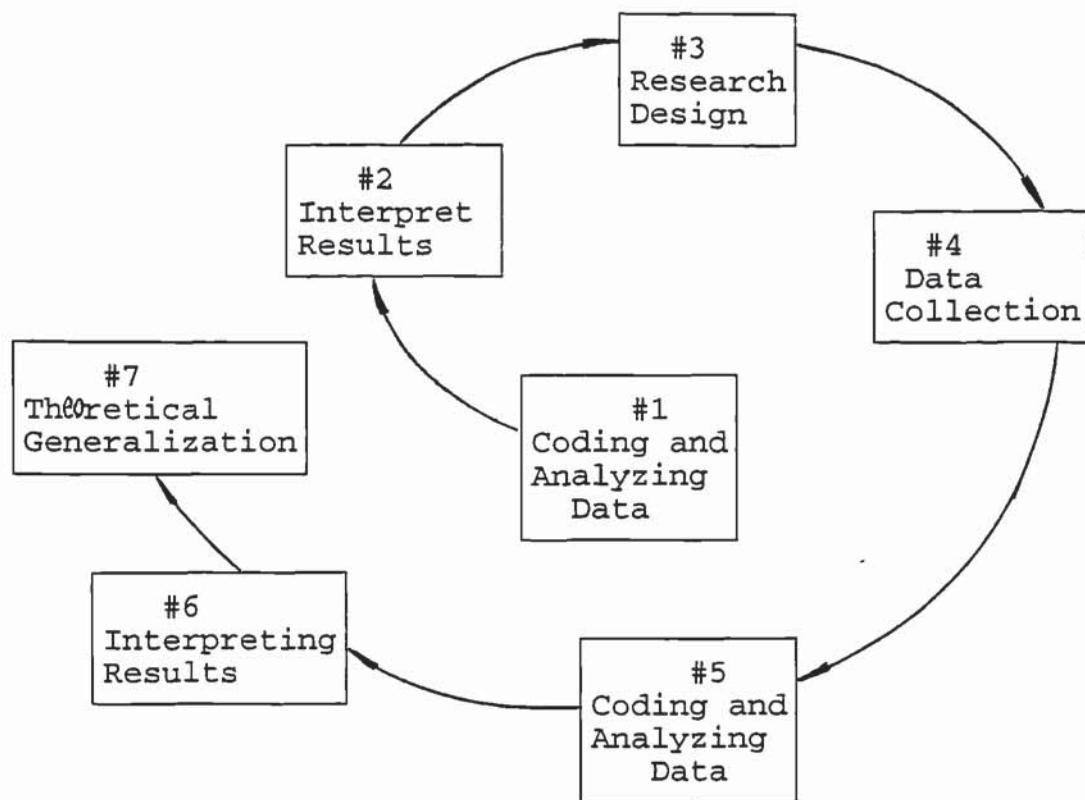 #3
Research
Design
#2
Interpret
Results
#4
Data
Collection
#7
Theoretical
Generalization
#1
Coding and
Analyzing
Data
#6
Interpreting
Results
#5
Coding and
Analyzing
Data